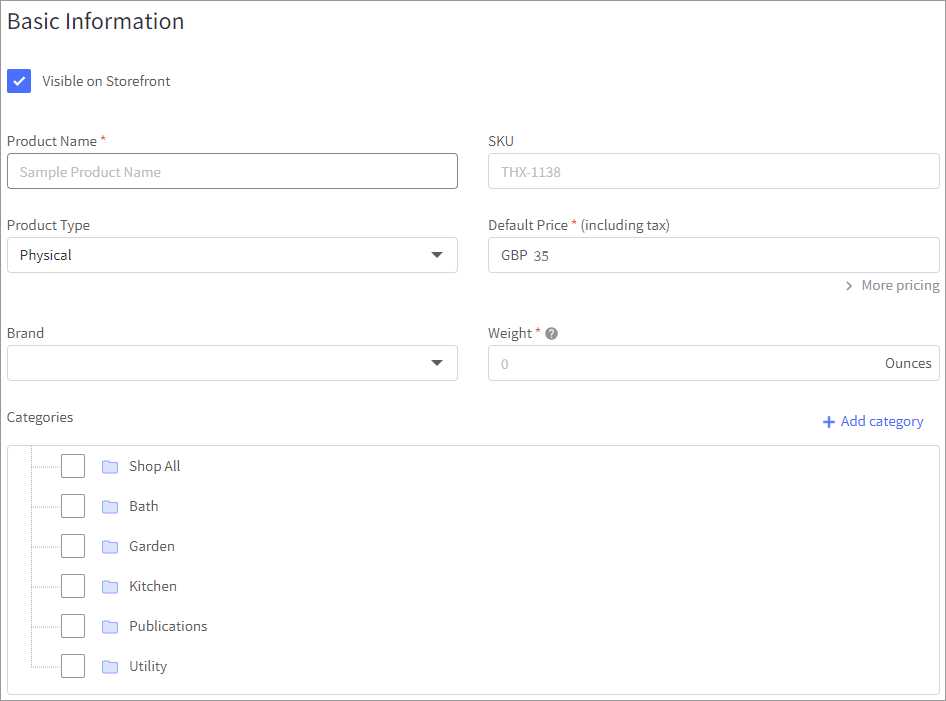 Basic Information
Visible on Storefront
Product Name *
SKU
Sample Product Name
THX-1138
Product Type
Default Price * (including tax)
Physical
GBP 35
More pricing
Brand
Weight * ?
0
Ounces
Categories
+ Add category
Shop All
Bath
Garden
Kitchen
Publications
Utility